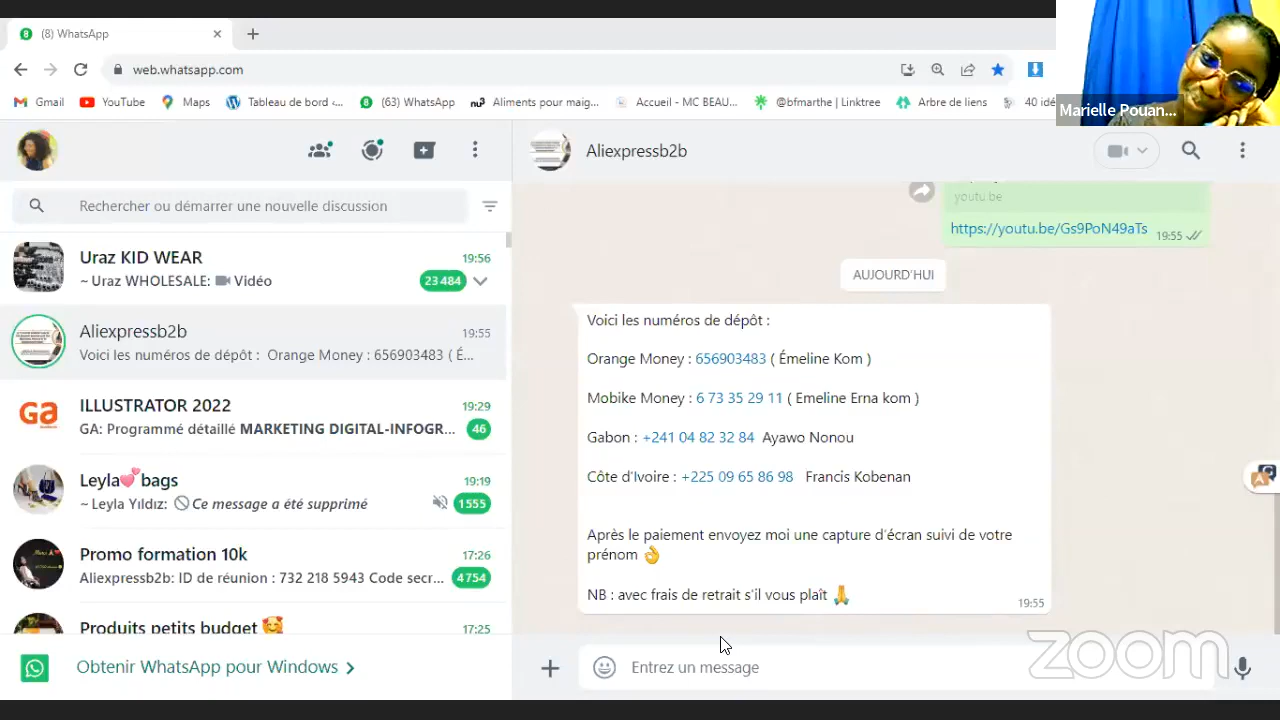 (8) WhatsApp
web.whatsapp.com
Gmail YouTube Maps Tableau de bord ‹... (63) WhatsApp Aliments pour maig... Accueil - MC BEAU... @bfmarthe | Linktree Arbre de liens 40 idé
Marielle Pouan...
Aliexpressb2b
Rechercher ou démarrer une nouvelle discussion
Uraz KID WEAR 19:56
~ Uraz WHOLESALE: Vidéo 23 484
Aliexpressb2b 19:55
Voici les numéros de dépôt : Orange Money : 656903483 ( É...
GA
ILLUSTRATOR 2022 19:29
GA: Programmé détaillé MARKETING DIGITAL-INFOGR... 46
Leyla💕bags 19:19
~ Leyla Yıldız: Ce message a été supprimé 1555
Promo formation 10k 17:26
Aliexpressb2b: ID de réunion : 732 218 5943 Code secr... 4754
Produits petits budget 🥰 17:25
Obtenir WhatsApp pour Windows
youtu.be
https://youtu.be/Gs9PoN49aTs 19:55
AUJOURD'HUI
Voici les numéros de dépôt :
Orange Money : 656903483 ( Émeline Kom )
Mobike Money : 6 73 35 29 11 ( Emeline Erna kom )
Gabon : +241 04 82 32 84 Ayawo Nonou
Côte d'Ivoire : +225 09 65 86 98 Francis Kobenan
Après le paiement envoyez moi une capture d'écran suivi de votre
prénom 👌
NB : avec frais de retrait s'il vous plaît 🙏
19:55
Entrez un message
zoom